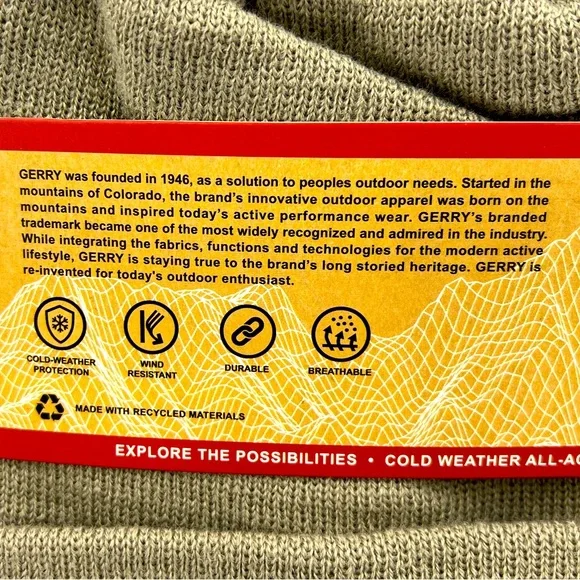 GERRY was founded in 1946, as a solution to peoples outdoor needs. Started in the
mountains of Colorado, the brand's innovative outdoor apparel was born on the
mountains and inspired today's active performance wear. GERRY's branded
trademark became one of the most widely recognized and admired in the industry.
While integrating the fabrics, functions and technologies for the modern active
lifestyle, GERRY is staying true to the brand's long storied heritage. GERRY is
re-invented for today's outdoor enthusiast.
COLD-WEATHER
PROTECTION
WIND
RESISTANT
DURABLE
BREATHABLE
MADE WITH RECYCLED MATERIALS
EXPLORE THE POSSIBILITIES • COLD WEATHER